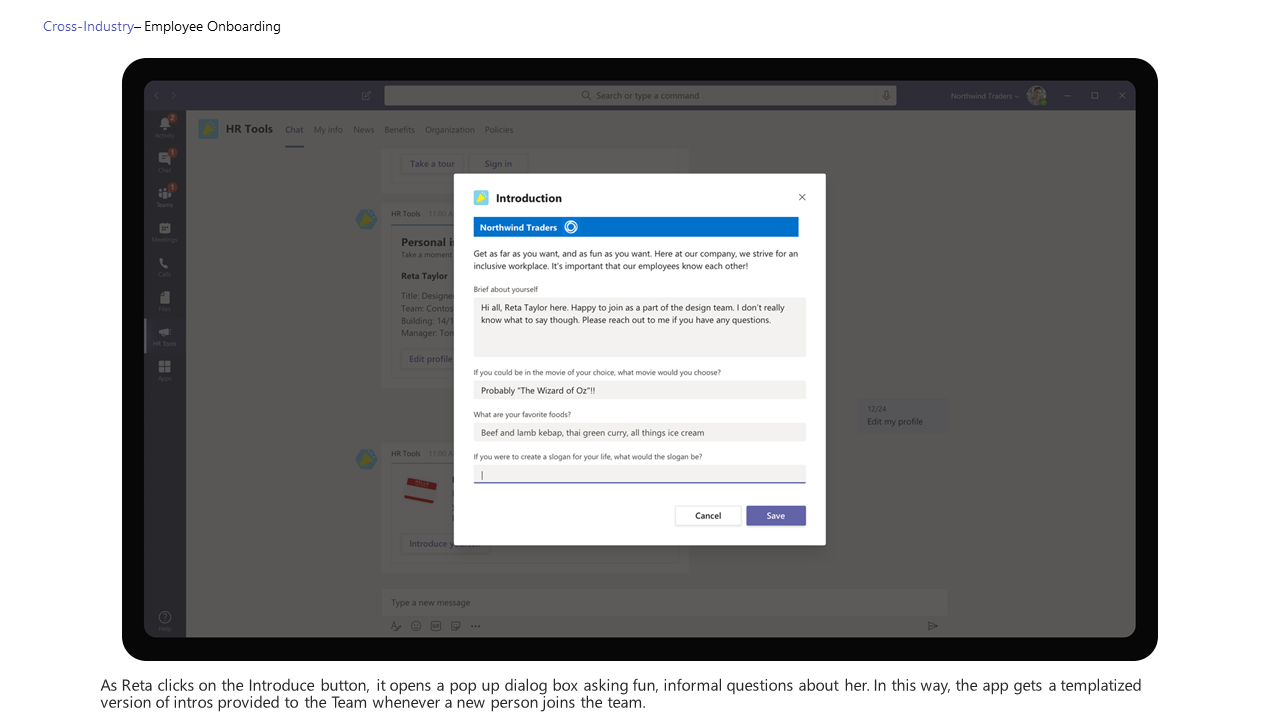 Cross-Industry– Employee Onboarding
Search or type a command
Northwind Traders
Activity 2
HR Tools
Chat My info News Benefits Organization Policies
Chat 1
Teams 1
Meetings
Calls
Files
HR Tools
Apps
Help
Take a tour Sign in
HR Tools 11:00 A
Personal i
Take a moment
Reta Taylor
Title: Designe
Team: Contos
Building: 14/1
Manager: Ton
Edit profile
12/24
Edit my profile
HR Tools 11:00 A
HELLO
Introduce
Introduction
Northwind Traders
Get as far as you want, and as fun as you want. Here at our company, we strive for an
inclusive workplace. It's important that our employees know each other!
Brief about yourself
Hi all, Reta Taylor here. Happy to join as a part of the design team. I don't really
know what to say though. Please reach out to me if you have any questions.
If you could be in the movie of your choice, what movie would you choose?
Probably "The Wizard of Oz"!!
What are your favorite foods?
Beef and lamb kebap, thai green curry, all things ice cream
If you were to create a slogan for your life, what would the slogan be?
Cancel Save
Type a new message
As Reta clicks on the Introduce button, it opens a pop up dialog box asking fun, informal questions about her. In this way, the app gets a templatized
version of intros provided to the Team whenever a new person joins the team.